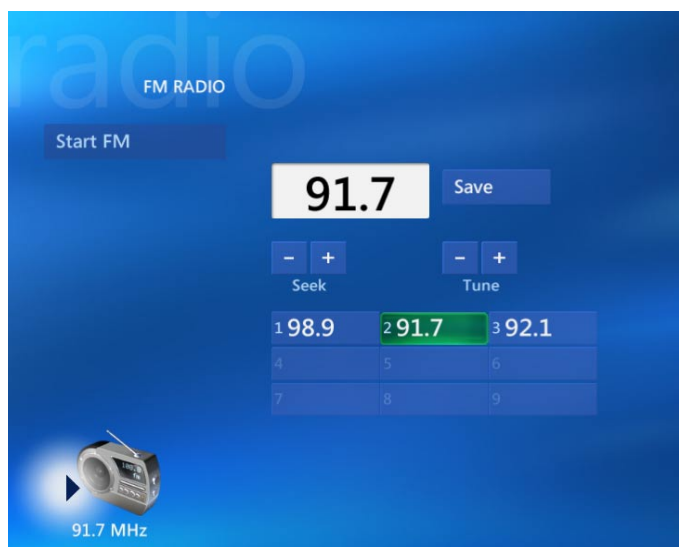 radio
FM RADIO
Start FM
91.7
Save
- +
- +
Seek
Tune
1 98.9
2 91.7
3 92.1
4
5
6
7
8
9
91.7 MHz